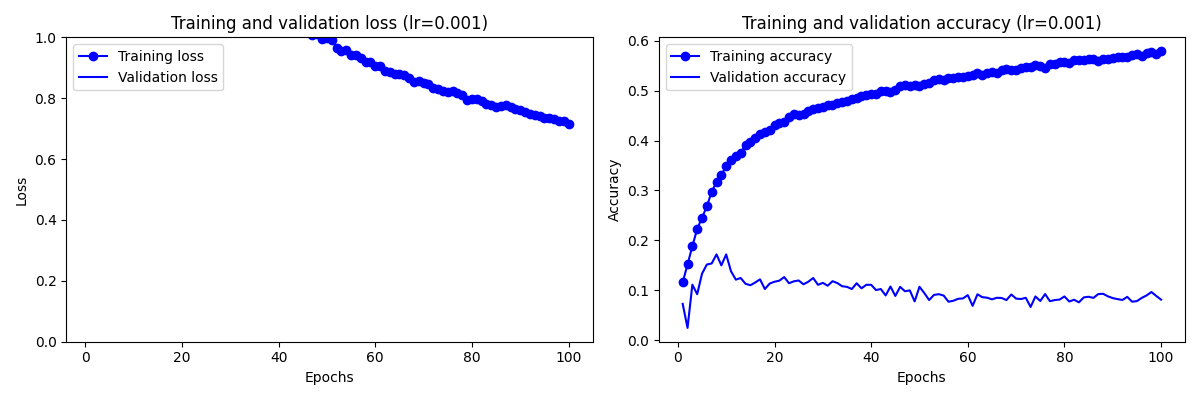 Training and validation loss (lr=0.001)
Training loss
Validation loss
1.0
0.8
0.6
0.4
0.2
0.0
Loss
0 20 40 60 80 100
Epochs
Training and validation accuracy (lr=0.001)
Training accuracy
Validation accuracy
0.6
0.5
0.4
0.3
0.2
0.1
0.0
Accuracy
0 20 40 60 80 100
Epochs